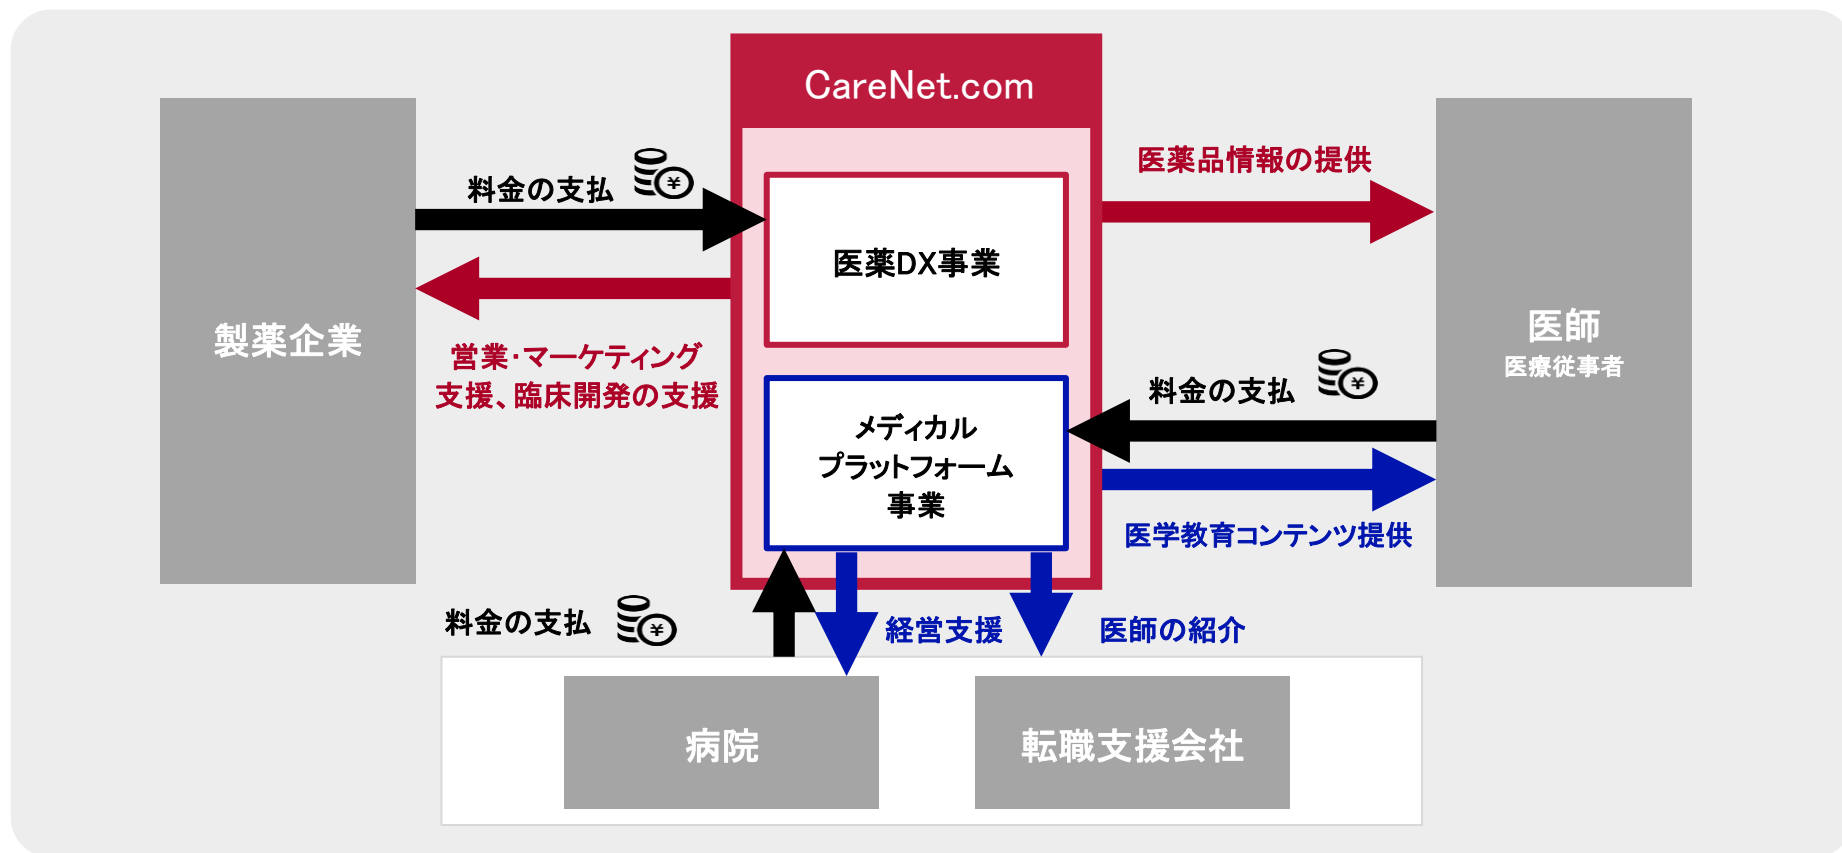 CareNet.com
製薬企業
料金の支払
¥
営業・マーケティング
支援、臨床開発の支援
医薬DX事業
メディカル
プラットフォーム
事業
医薬品情報の提供
料金の支払
¥
医学教育コンテンツ提供
医師
医療従事者
料金の支払
¥
経営支援
医師の紹介
病院
転職支援会社